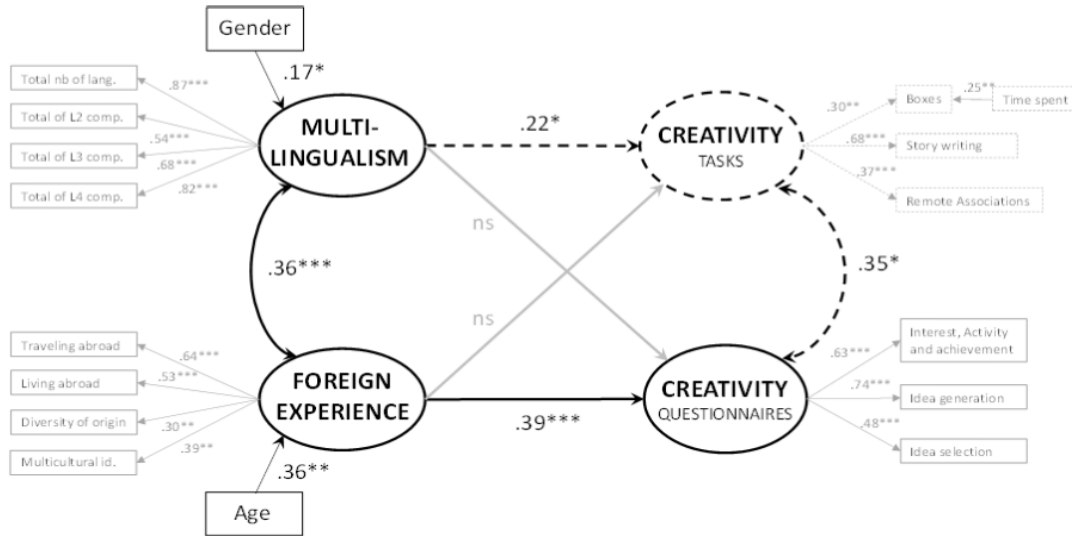 Gender
.17*
Total nb of lang.
.87***
Total of L2 comp.
.54***
Total of L3 comp.
.68***
Total of L4 comp.
.82***
MULTI-
LINGUALISM
.22*
CREATIVITY
TASKS
.30**
Boxes
.25**
Time spent
.68***
Story writing
.37***
Remote Associations
ns
.36***
.35*
ns
Traveling abroad
.64***
Living abroad
.53***
Diversity of origin
.30**
Multicultural id.
.39**
FOREIGN
EXPERIENCE
.39***
CREATIVITY
QUESTIONNAIRES
.63***
Interest, Activity
and achievement
.74***
Idea generation
.48***
Idea selection
.36**
Age